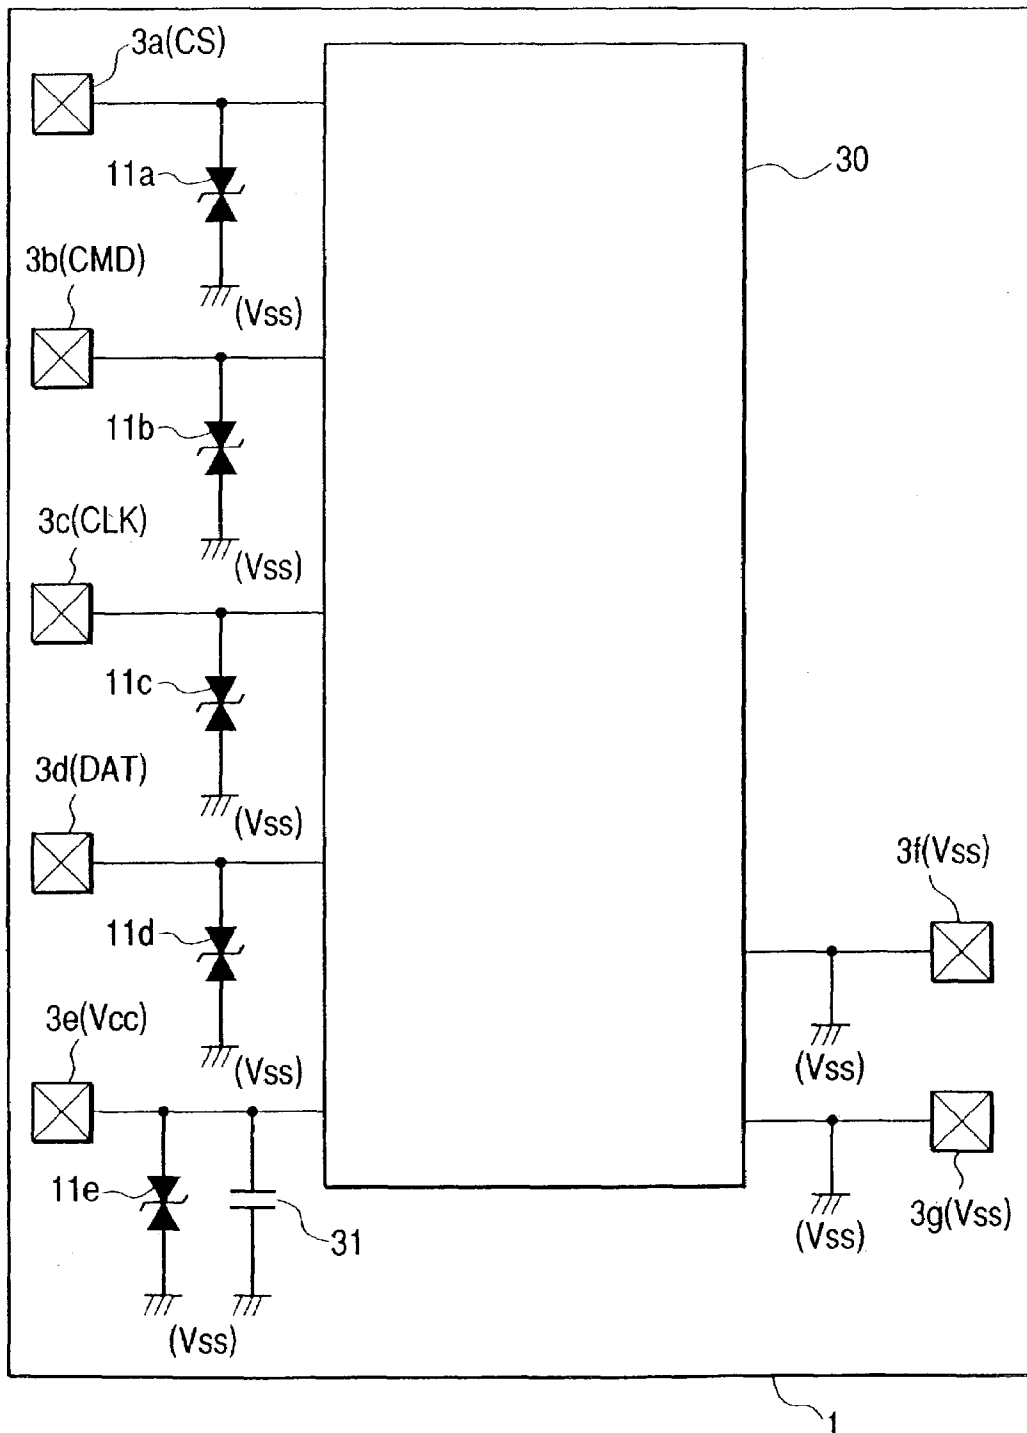 3a(CS)
11a
30
(Vss)
3b(CMD)
11b
(Vss)
3c(CLK)
11c
(Vss)
3d(DAT)
11d
(Vss)
3f(Vss)
(Vss)
3e(Vcc)
11e
31
(Vss)
(Vss)
3g(Vss)
1